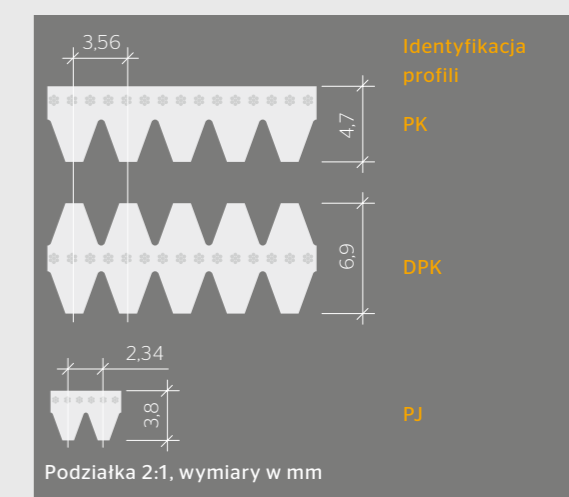 3,56
Identyfikacja
profili
4,7
PK
6,9
DPK
2,34
3,8
PJ
Podziałka 2:1, wymiary w mm